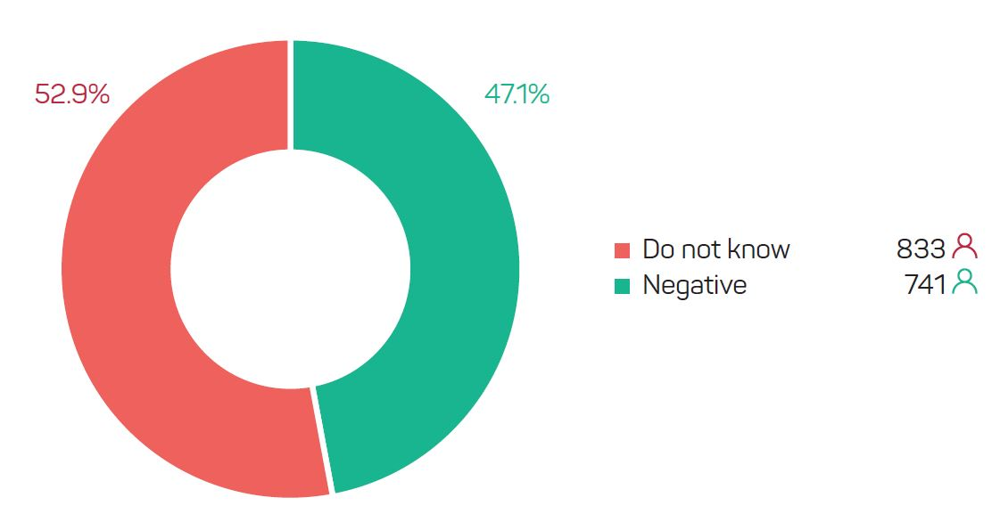 52.9%
47.1%
Do not know 833
Negative 741